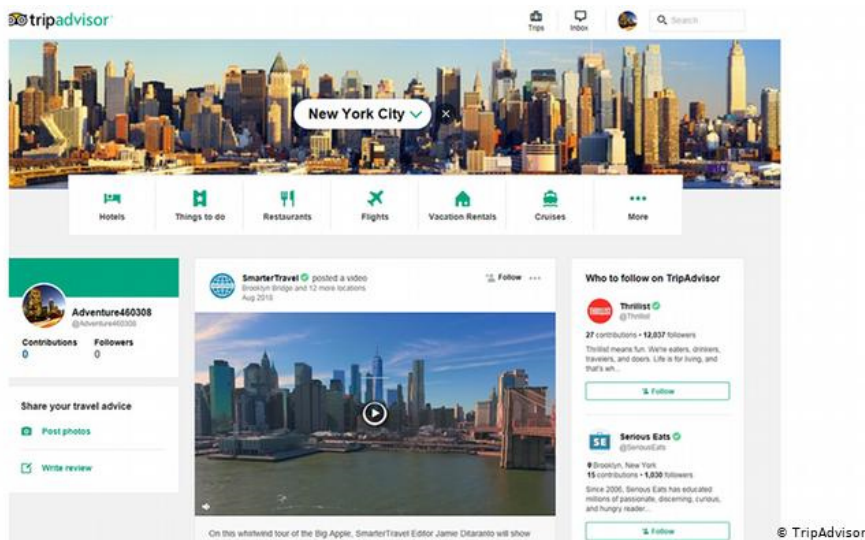 tripadvisor
Trips
Inbox
Search
New York City
Hotels
Things to do
Restaurants
Flights
Vacation Rentals
Cruises
More
Adventure460308
@Adventure460308
Contributions
Followers
0
0
Share your travel advice
Post photos
Write review
SmarterTravel posted a video
Brooklyn Bridge and 12 more locations
Aug 2018
Follow
On this whirlwind tour of the Big Apple, SmarterTravel Editor Jamie Ditaranto will show
Who to follow on TripAdvisor
THRILLIST
Thrillist
@Thrillist
27 contributions • 12,037 followers
Thrillist means fun. We're eaters, drinkers,
travelers, and doers. Life is for living, and
that's wh...
Follow
SE
Serious Eats
@SeriousEats
Brooklyn, New York
15 contributions • 1,030 followers
Since 2006, Serious Eats has educated
millions of passionate, discerning, curious,
and hungry reader...
Follow
© TripAdvisor